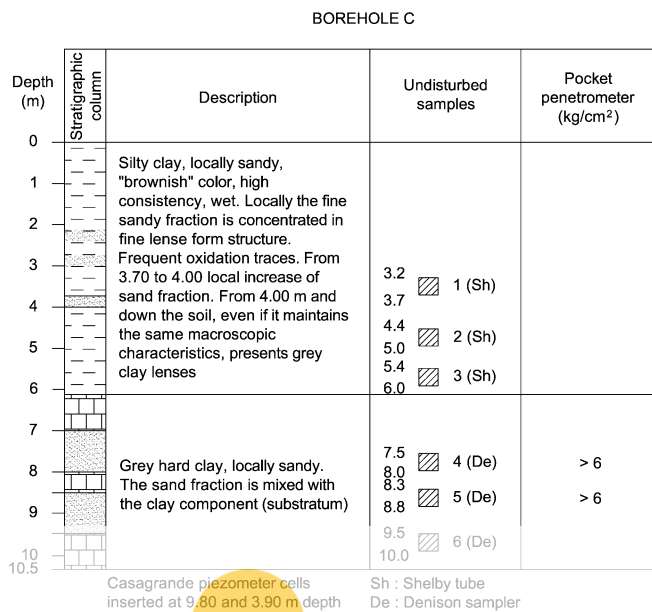 BOREHOLE C
Depth
(m)
Stratigraphic
column
Description
Undisturbed
samples
Pocket
penetrometer
(kg/cm²)
0
1
2
3
4
5
6
7
8
9
10
10.5
Silty clay, locally sandy,
"brownish" color, high
consistency, wet. Locally the fine
sandy fraction is concentrated in
fine lense form structure.
Frequent oxidation traces. From
3.70 to 4.00 local increase of
sand fraction. From 4.00 m and
down the soil, even if it maintains
the same macroscopic
characteristics, presents grey
clay lenses
3.2
1 (Sh)
3.7
4.4
2 (Sh)
5.0
5.4
3 (Sh)
6.0
Grey hard clay, locally sandy.
The sand fraction is mixed with
the clay component (substratum)
7.5
4 (De)
> 6
8.0
8.3
5 (De)
> 6
8.8
9.5
6 (De)
10.0
Casagrande piezometer cells
inserted at 9.80 and 3.90 m depth
Sh : Shelby tube
De : Denison sampler